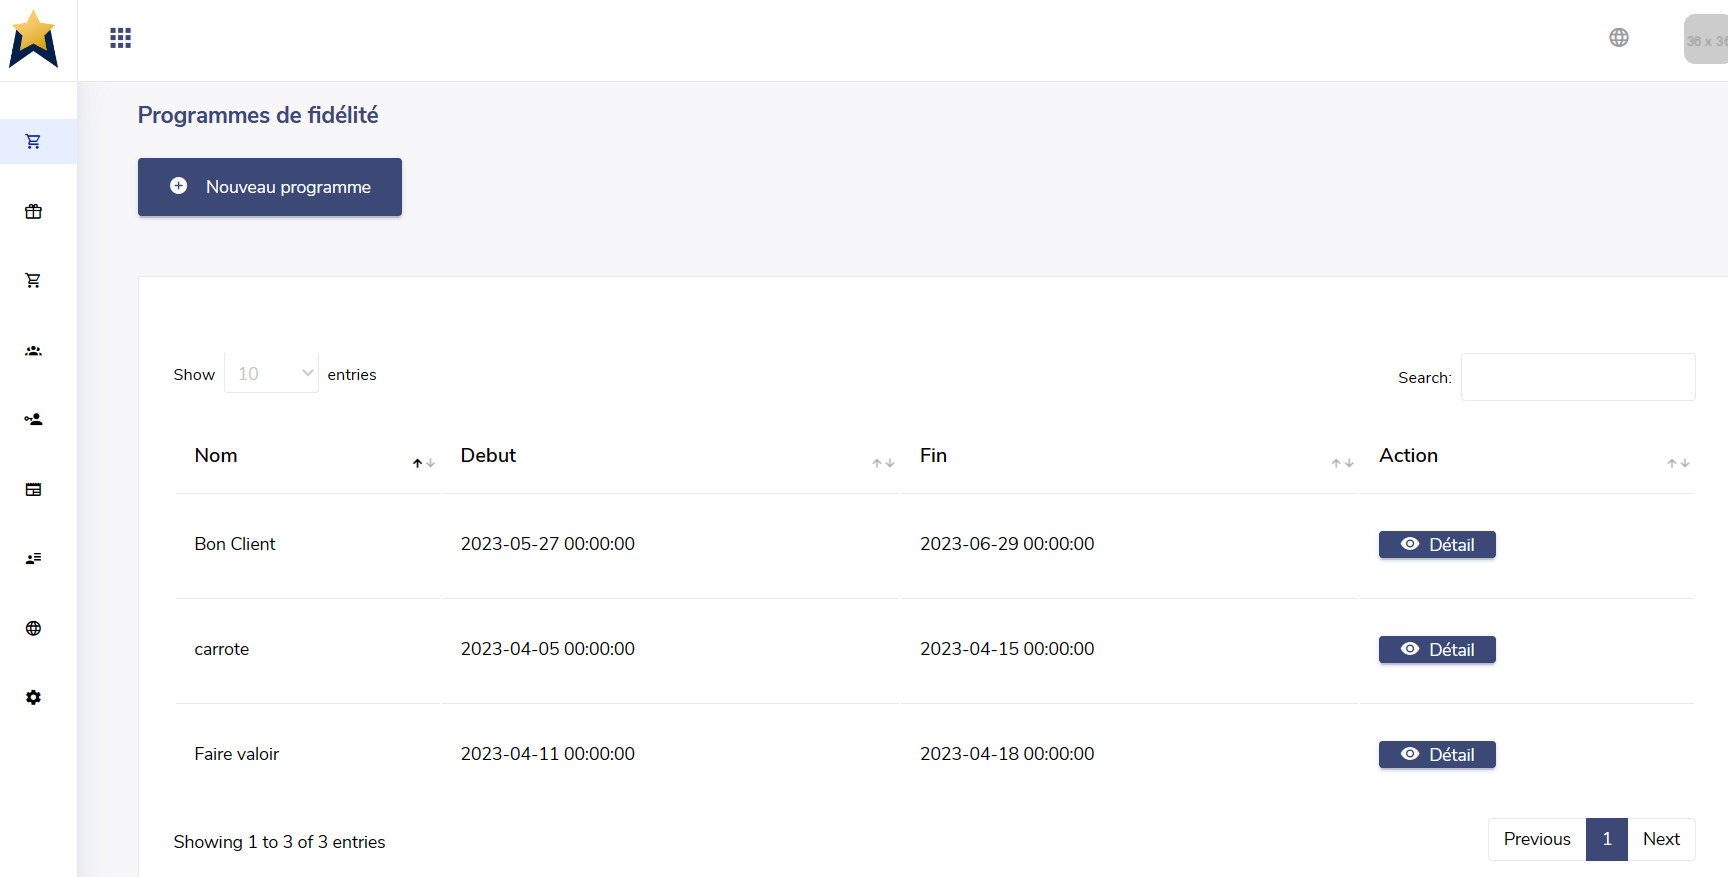 36 x 36
Programmes de fidélité
Nouveau programme
Show 10 entries
Search:
Nom Debut Fin Action
Bon Client 2023-05-27 00:00:00 2023-06-29 00:00:00 Détail
carrote 2023-04-05 00:00:00 2023-04-15 00:00:00 Détail
Faire valoir 2023-04-11 00:00:00 2023-04-18 00:00:00 Détail
Showing 1 to 3 of 3 entries
Previous 1 Next